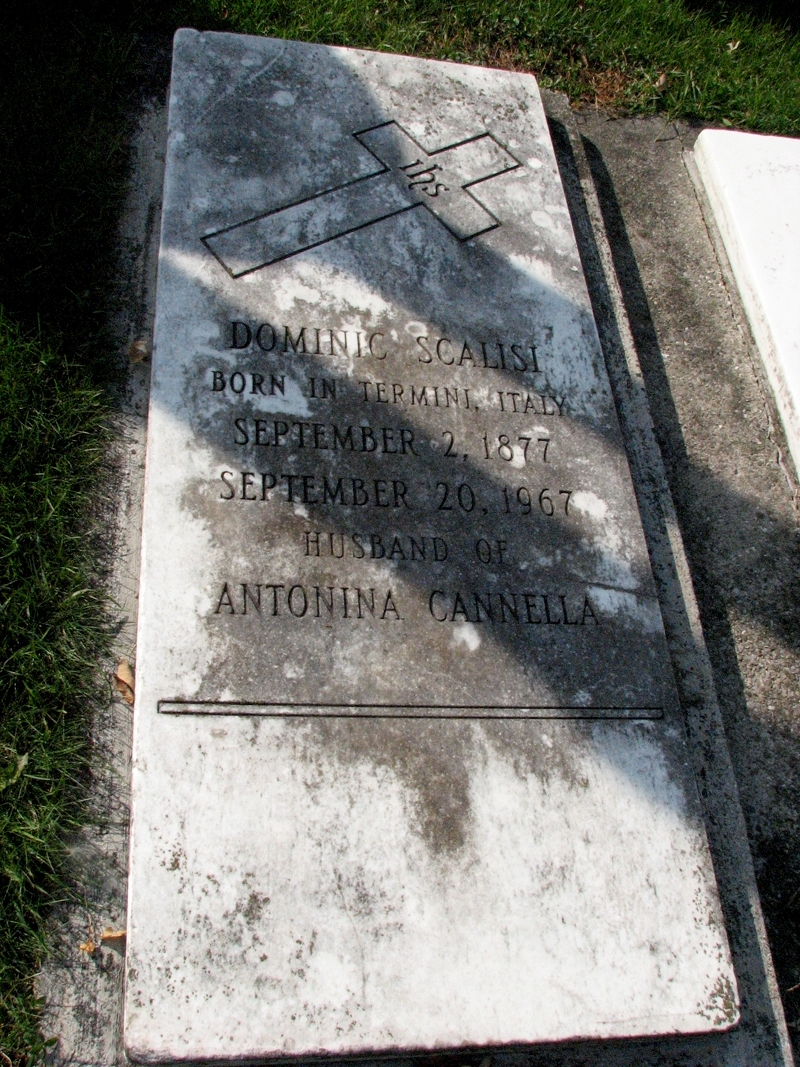 ihs
DOMINIC SCALISI
BORN IN TERMINI, ITALY
SEPTEMBER 2, 1877
SEPTEMBER 20, 1967
HUSBAND OF
ANTONINA CANNELLA